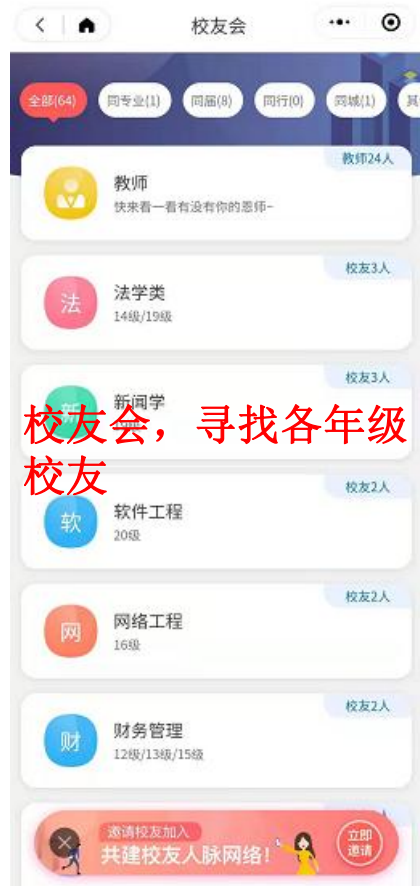 校友会
全部(64) 同专业(1) 同届(8) 同行(0) 同城(1)
教师24人
教师
快来看一看有没有你的恩师~
校友3人
法
法学类
14级/19级
校友3人
新
新闻学
校友会，寻找各年级
校友
校友2人
软
软件工程
20级
校友2人
网
网络工程
16级
校友2人
财
财务管理
12级/13级/15级
邀请校友加入
共建校友人脉网络!
立即
邀请